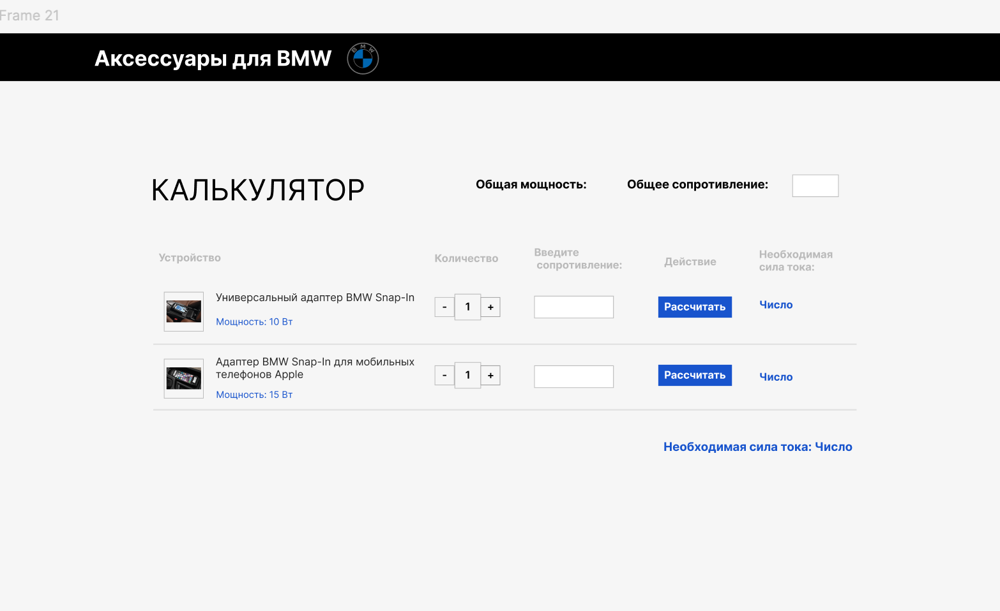 Frame 21
Аксессуары для BMW
BMW
КАЛЬКУЛЯТОР
Общая мощность:
Общее сопротивление:
Устройство
Количество
Введите
сопротивление:
Действие
Необходимая
сила тока:
Универсальный адаптер BMW Snap-In
Мощность: 10 Вт
- 1 +
Рассчитать
Число
Адаптер BMW Snap-In для мобильных
телефонов Apple
Мощность: 15 Вт
- 1 +
Рассчитать
Число
Необходимая сила тока: Число